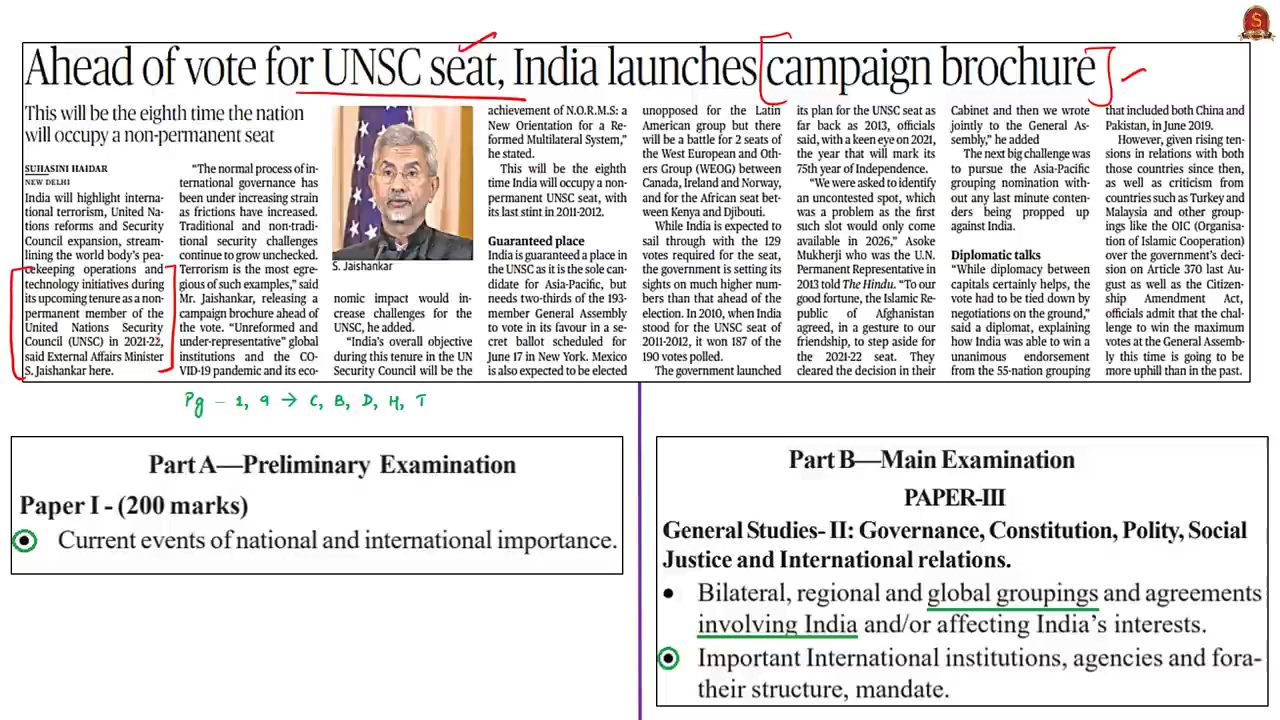 Ahead of vote for UNSC seat, India launches campaign brochure
This will be the eighth time the nation
will occupy a non-permanent seat
SUHASINI HAIDAR
NEW DELHI
India will highlight interna-
tional terrorism, United Na-
tions reforms and Security
Council expansion, stream-
lining the world body's pea-
cekeeping operations and
technology initiatives during
its upcoming tenure as a non-
permanent member of the
United Nations Security
Council (UNSC) in 2021-22,
said External Affairs Minister
S. Jaishankar here.
"The normal process of in-
ternational governance has
been under increasing strain
as frictions have increased.
Traditional and non-tradi-
tional security challenges
continue to grow unchecked.
Terrorism is the most egre-
gious of such examples," said
Mr. Jaishankar, releasing a
campaign brochure ahead of
the vote. "Unreformed and
under-representative" global
institutions and the CO-
VID-19 pandemic and its eco-
S. Jaishankar
nomic impact would in-
crease challenges for the
UNSC, he added.
"India's overall objective
during this tenure in the UN
Security Council will be the
achievement of N.O.R.M.S: a
New Orientation for a Re-
formed Multilateral System,"
he stated.
This will be the eighth
time India will occupy a non-
permanent UNSC seat, with
its last stint in 2011-2012.
Guaranteed place
India is guaranteed a place in
the UNSC as it is the sole can-
didate for Asia-Pacific, but
needs two-thirds of the 193-
member General Assembly
to vote in its favour in a se-
cret ballot scheduled for
June 17 in New York. Mexico
is also expected to be elected
unopposed for the Latin
American group but there
will be a battle for 2 seats of
the West European and Oth-
ers Group (WEOG) between
Canada, Ireland and Norway,
and for the African seat bet-
ween Kenya and Djibouti.
While India is expected to
sail through with the 129
votes required for the seat,
the government is setting its
sights on much higher num-
bers than that ahead of the
election. In 2010, when India
stood for the UNSC seat of
2011-2012, it won 187 of the
190 votes polled.
The government launched
its plan for the UNSC seat as
far back as 2013, officials
said, with a keen eye on 2021,
the year that will mark its
75th year of Independence.
"We were asked to identify
an uncontested spot, which
was a problem as the first
such slot would only come
available in 2026," Asoke
Mukherji who was the U.N.
Permanent Representative in
2013 told The Hindu. "To our
good fortune, the Islamic Re-
public of Afghanistan
agreed, in a gesture to our
friendship, to step aside for
the 2021-22 seat. They
cleared the decision in their
Cabinet and then we wrote
jointly to the General As-
sembly," he added
The next big challenge was
to pursue the Asia-Pacific
grouping nomination with-
out any last minute conten-
ders being propped up
against India.
Diplomatic talks
"While diplomacy between
capitals certainly helps, the
vote had to be tied down by
negotiations on the ground,"
said a diplomat, explaining
how India was able to win a
unanimous endorsement
from the 55-nation grouping
that included both China and
Pakistan, in June 2019.
However, given rising ten-
sions in relations with both
those countries since then,
as well as criticism from
countries such as Turkey and
Malaysia and other group-
ings like the OIC (Organisa-
tion of Islamic Cooperation)
over the government's deci-
sion on Article 370 last Au-
gust as well as the Citizen-
ship Amendment Act,
officials admit that the chal-
lenge to win the maximum
votes at the General Assemb-
ly this time is going to be
more uphill than in the past.
Pg - 1, 9 → C, B, D, H, T
Part A—Preliminary Examination
Paper I - (200 marks)
Current events of national and international importance.
Part B—Main Examination
PAPER-III
General Studies- II: Governance, Constitution, Polity, Social
Justice and International relations.
• Bilateral, regional and global groupings and agreements
involving India and/or affecting India's interests.
Important International institutions, agencies and fora-
their structure, mandate.